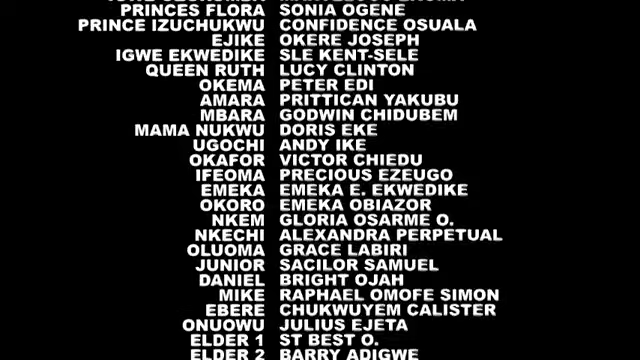 PRINCES FLORA SONIA OGENE
PRINCE IZUCHUKWU CONFIDENCE OSUALA
EJIKE OKERE JOSEPH
IGWE EKWEDIKE SLE KENT-SELE
QUEEN RUTH LUCY CLINTON
OKEMA PETER EDI
AMARA PRITTICAN YAKUBU
MBARA GODWIN CHIDUBEM
MAMA NUKWU DORIS EKE
UGOCHI ANDY IKE
OKAFOR VICTOR CHIEDU
IFEOMA PRECIOUS EZEUGO
EMEKA EMEKA E. EKWEDIKE
OKORO EMEKA OBIAZOR
NKEM GLORIA OSARME O.
NKECHI ALEXANDRA PERPETUAL
OLUOMA GRACE LABIRI
JUNIOR SACILOR SAMUEL
DANIEL BRIGHT OJAH
MIKE RAPHAEL OMOFE SIMON
EBERE CHUKWUYEM CALISTER
ONUOWU JULIUS EJETA
ELDER 1 ST BEST O.
ELDER 2 BARRY ADIGWE